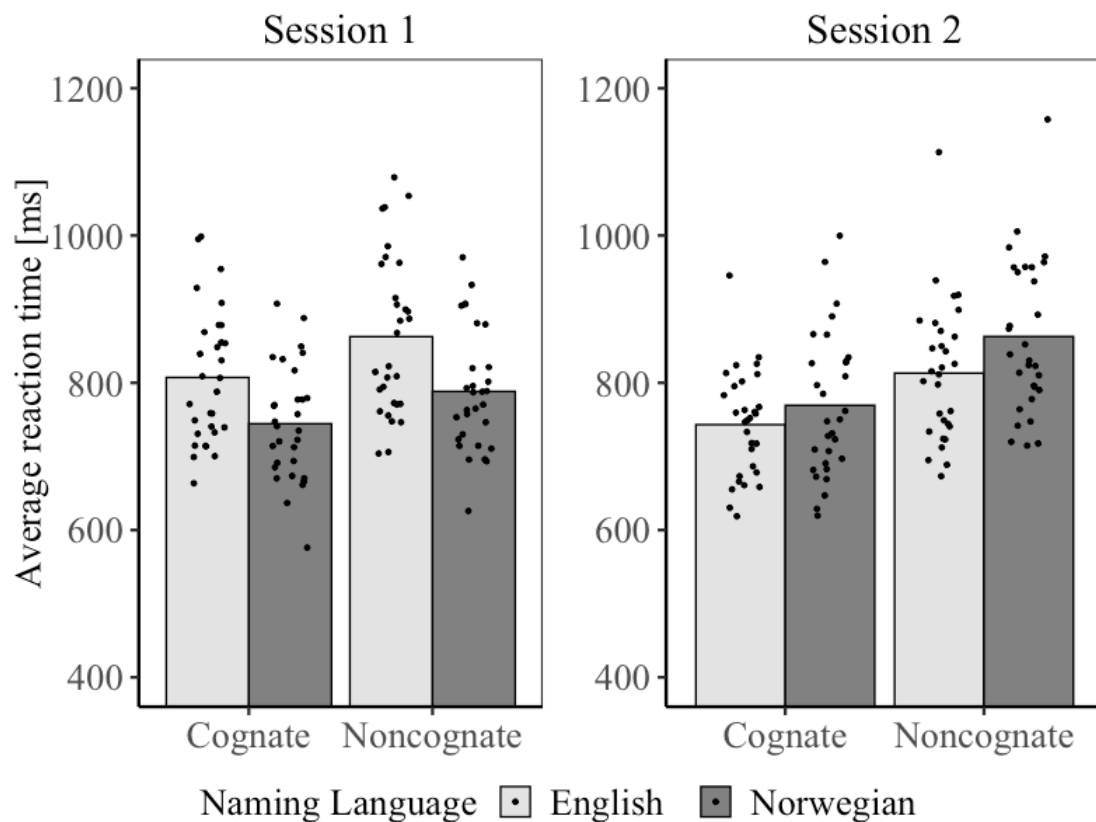 Session 1
Session 2
Average reaction time [ms]
1200
1000
800
600
400
1200
1000
800
600
400
Cognate Noncognate
Cognate Noncognate
Naming Language English Norwegian